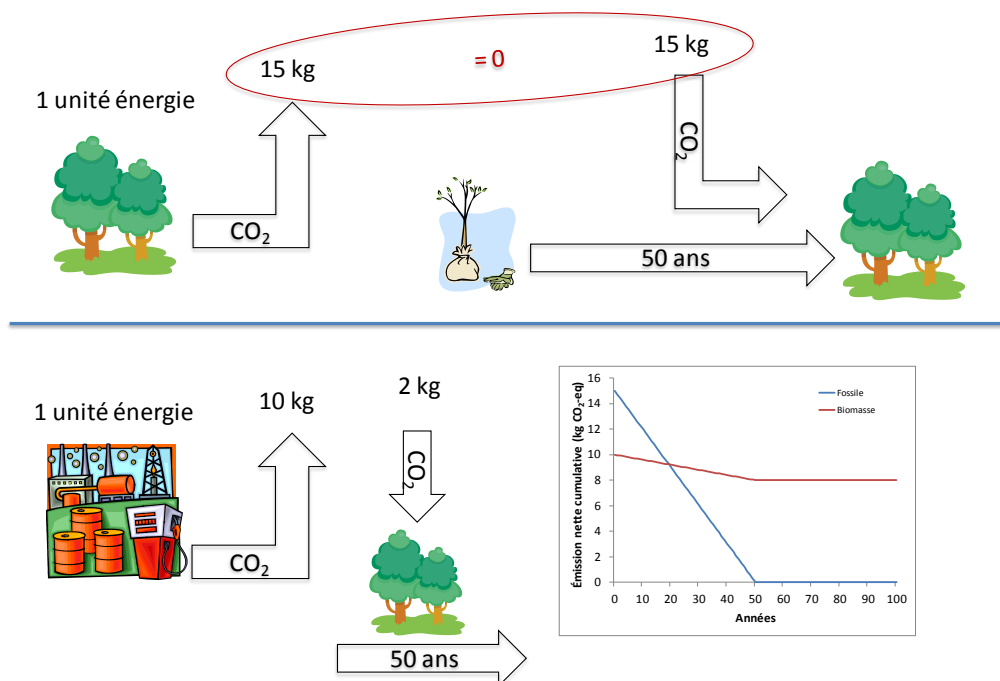 15 kg
= 0
15 kg
1 unité énergie
CO₂
CO₂
50 ans
1 unité énergie
10 kg
2 kg
CO₂
CO₂
50 ans
Émission nette cumulative (kg CO₂-eq)
16
14
12
10
8
6
4
2
0
Fossile
Biomasse
0 10 20 30 40 50 60 70 80 90 100
Années